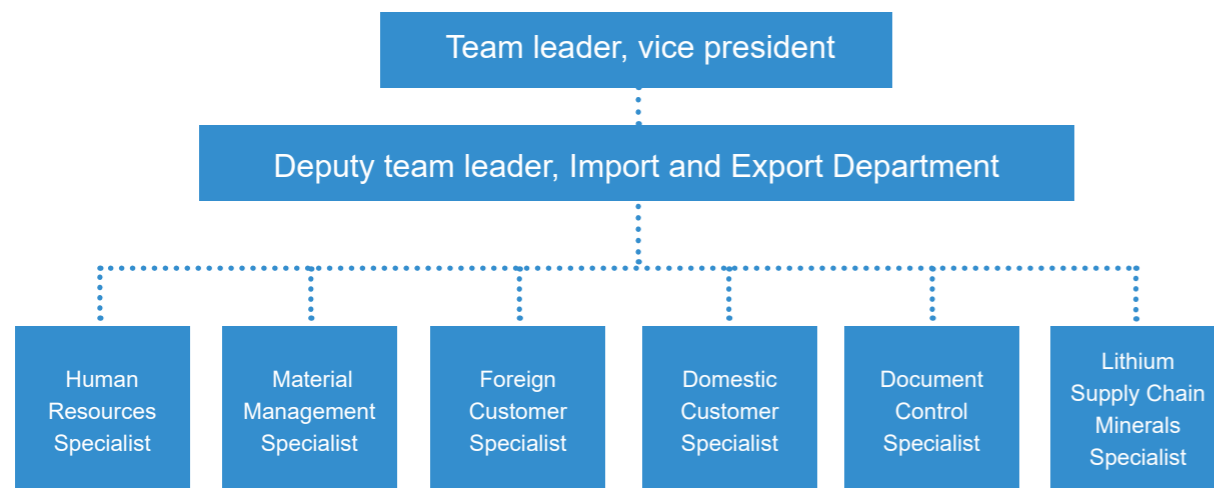 Team leader, vice president
Deputy team leader, Import and Export Department
Human
Resources
Specialist
Material
Management
Specialist
Foreign
Customer
Specialist
Domestic
Customer
Specialist
Document
Control
Specialist
Lithium
Supply Chain
Minerals
Specialist